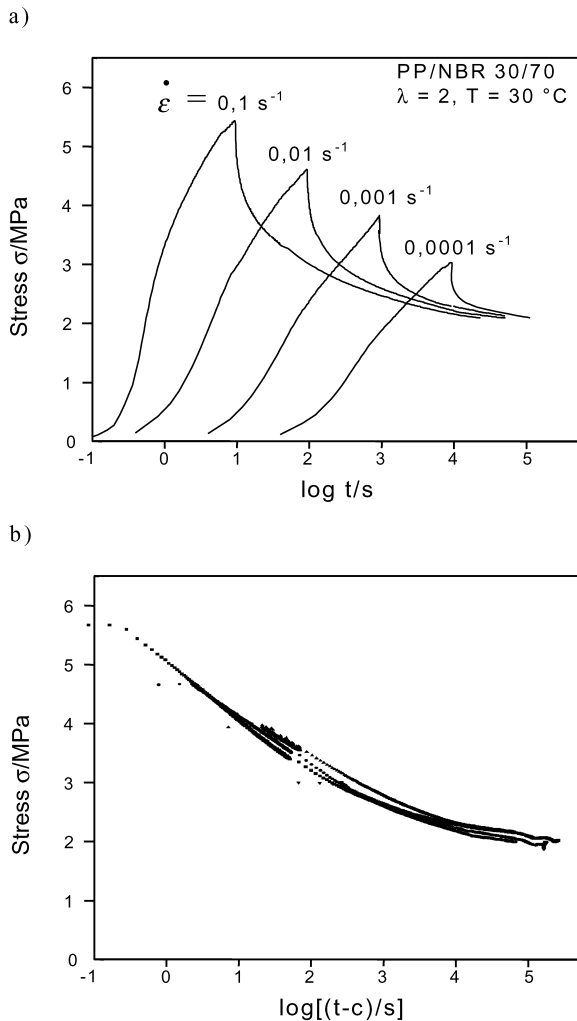 a)
6
5
4
3
2
1
0
Stress σ/MPa
PP/NBR 30/70
λ = 2, T = 30 °C
ε̇ = 0,1 s⁻¹
0,01 s⁻¹
0,001 s⁻¹
0,0001 s⁻¹
-1 0 1 2 3 4 5
log t/s
b)
6
5
4
3
2
1
0
Stress σ/MPa
-1 0 1 2 3 4 5
log[(t-c)/s]